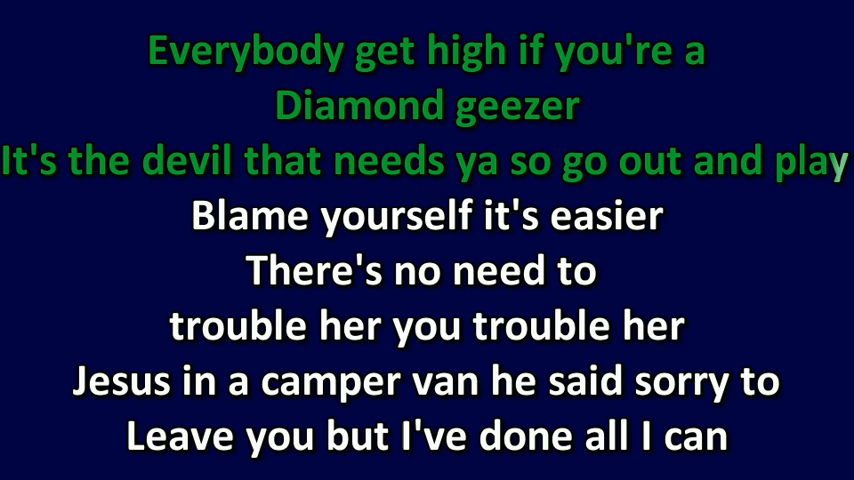 Everybody get high if you're a
Diamond geezer
It's the devil that needs ya so go out and play
Blame yourself it's easier
There's no need to
trouble her you trouble her
Jesus in a camper van he said sorry to
Leave you but I've done all I can